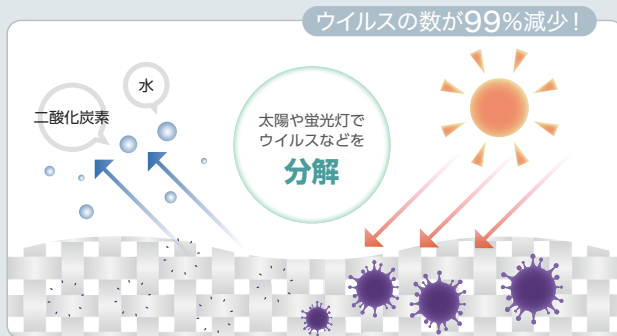 ウイルスの数が99%減少！
水
二酸化炭素
太陽や蛍光灯で
ウイルスなどを
分解